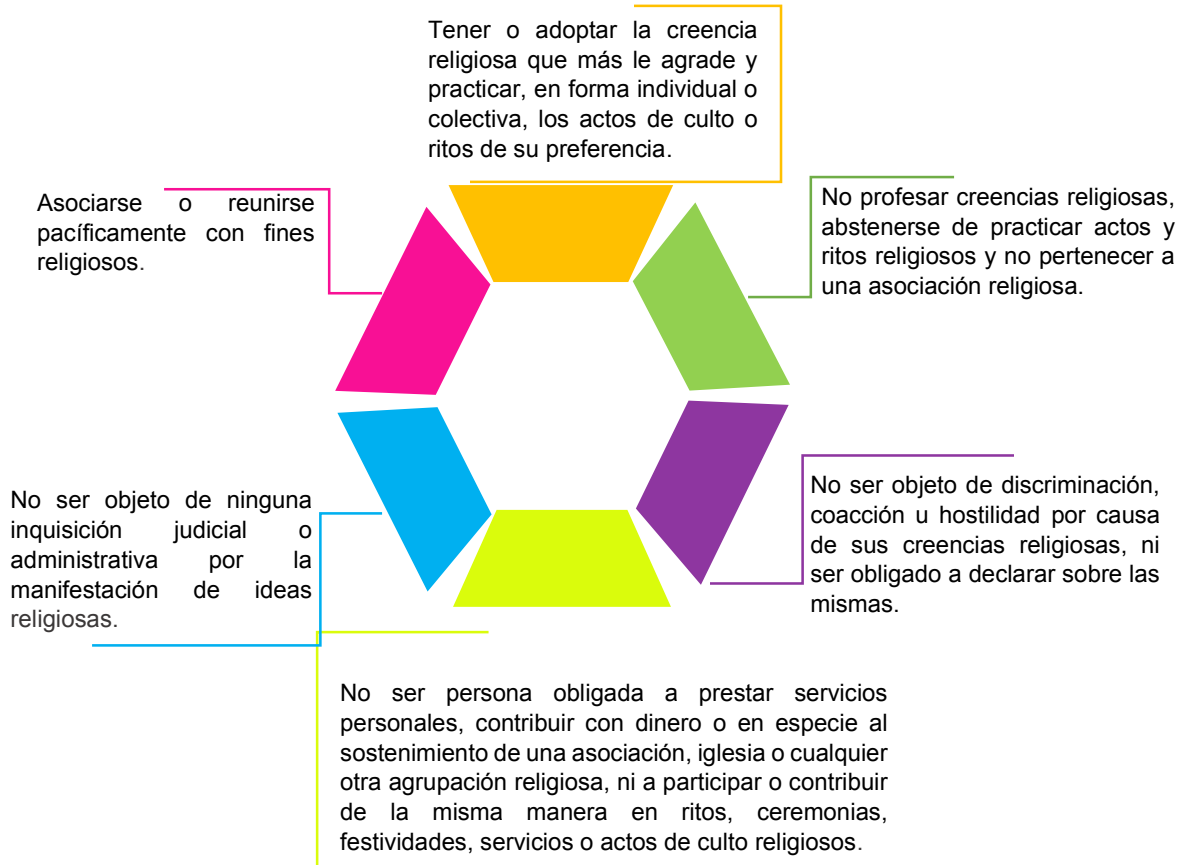 Tener o adoptar la creencia
religiosa que más le agrade y
practicar, en forma individual o
colectiva, los actos de culto o
ritos de su preferencia.
No profesar creencias religiosas,
abstenerse de practicar actos y
ritos religiosos y no pertenecer a
una asociación religiosa.
No ser objeto de discriminación,
coacción u hostilidad por causa
de sus creencias religiosas, ni
ser obligado a declarar sobre las
mismas.
No ser persona obligada a prestar servicios
personales, contribuir con dinero o en especie al
sostenimiento de una asociación, iglesia o cualquier
otra agrupación religiosa, ni a participar o contribuir
de la misma manera en ritos, ceremonias,
festividades, servicios o actos de culto religiosos.
No ser objeto de ninguna
inquisición judicial o
administrativa por la
manifestación de ideas
religiosas.
Asociarse o reunirse
pacíficamente con fines
religiosos.